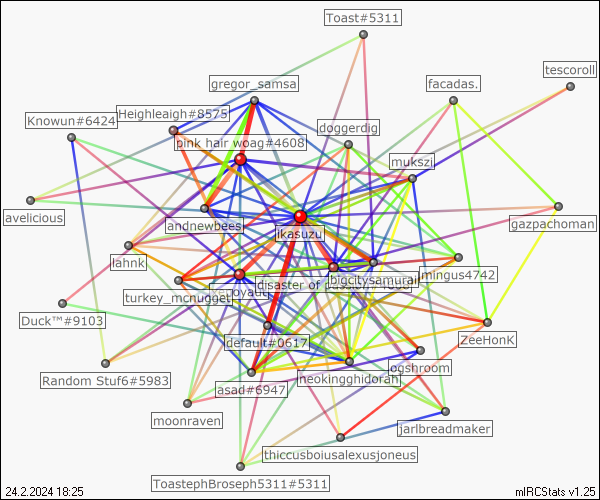 Toast#5311
tescoroll
gregor_samsa
facadas.
Heighleaigh#8575
Knowun#6424
doggerdig
pink hair woag#4608
mukszi
avelicious
andnewbees
gazpachoman
ikasuzu
lahnk
mingus4742
bigcitysamurai
disaster of
turkey_mcnugget
Duck™#9103
default#0617
ZeeHonK
ogshroom
Random Stuf6#5983
asad#6947
neokingghidorah
moonraven
jarlbreadmaker
thiccusboiusalexusjoneus
ToastephBroseph5311#5311
24.2.2024 18:25
mIRCStats v1.25